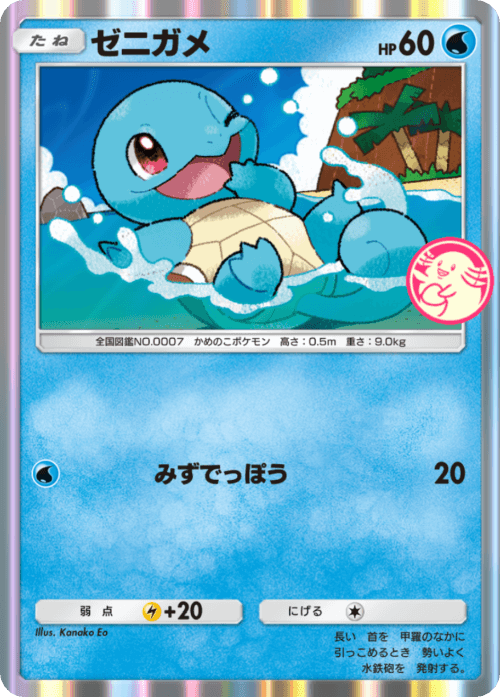 たね ゼニガメ HP60
全国図鑑NO.0007 かめのこポケモン 高さ：0.5m 重さ：9.0kg
みずでっぽう 20
弱点 +20 にげる
Illus. Kanako Eo
長い 首を 甲羅のなかに
引っこめるとき 勢いよく
水鉄砲を 発射する。